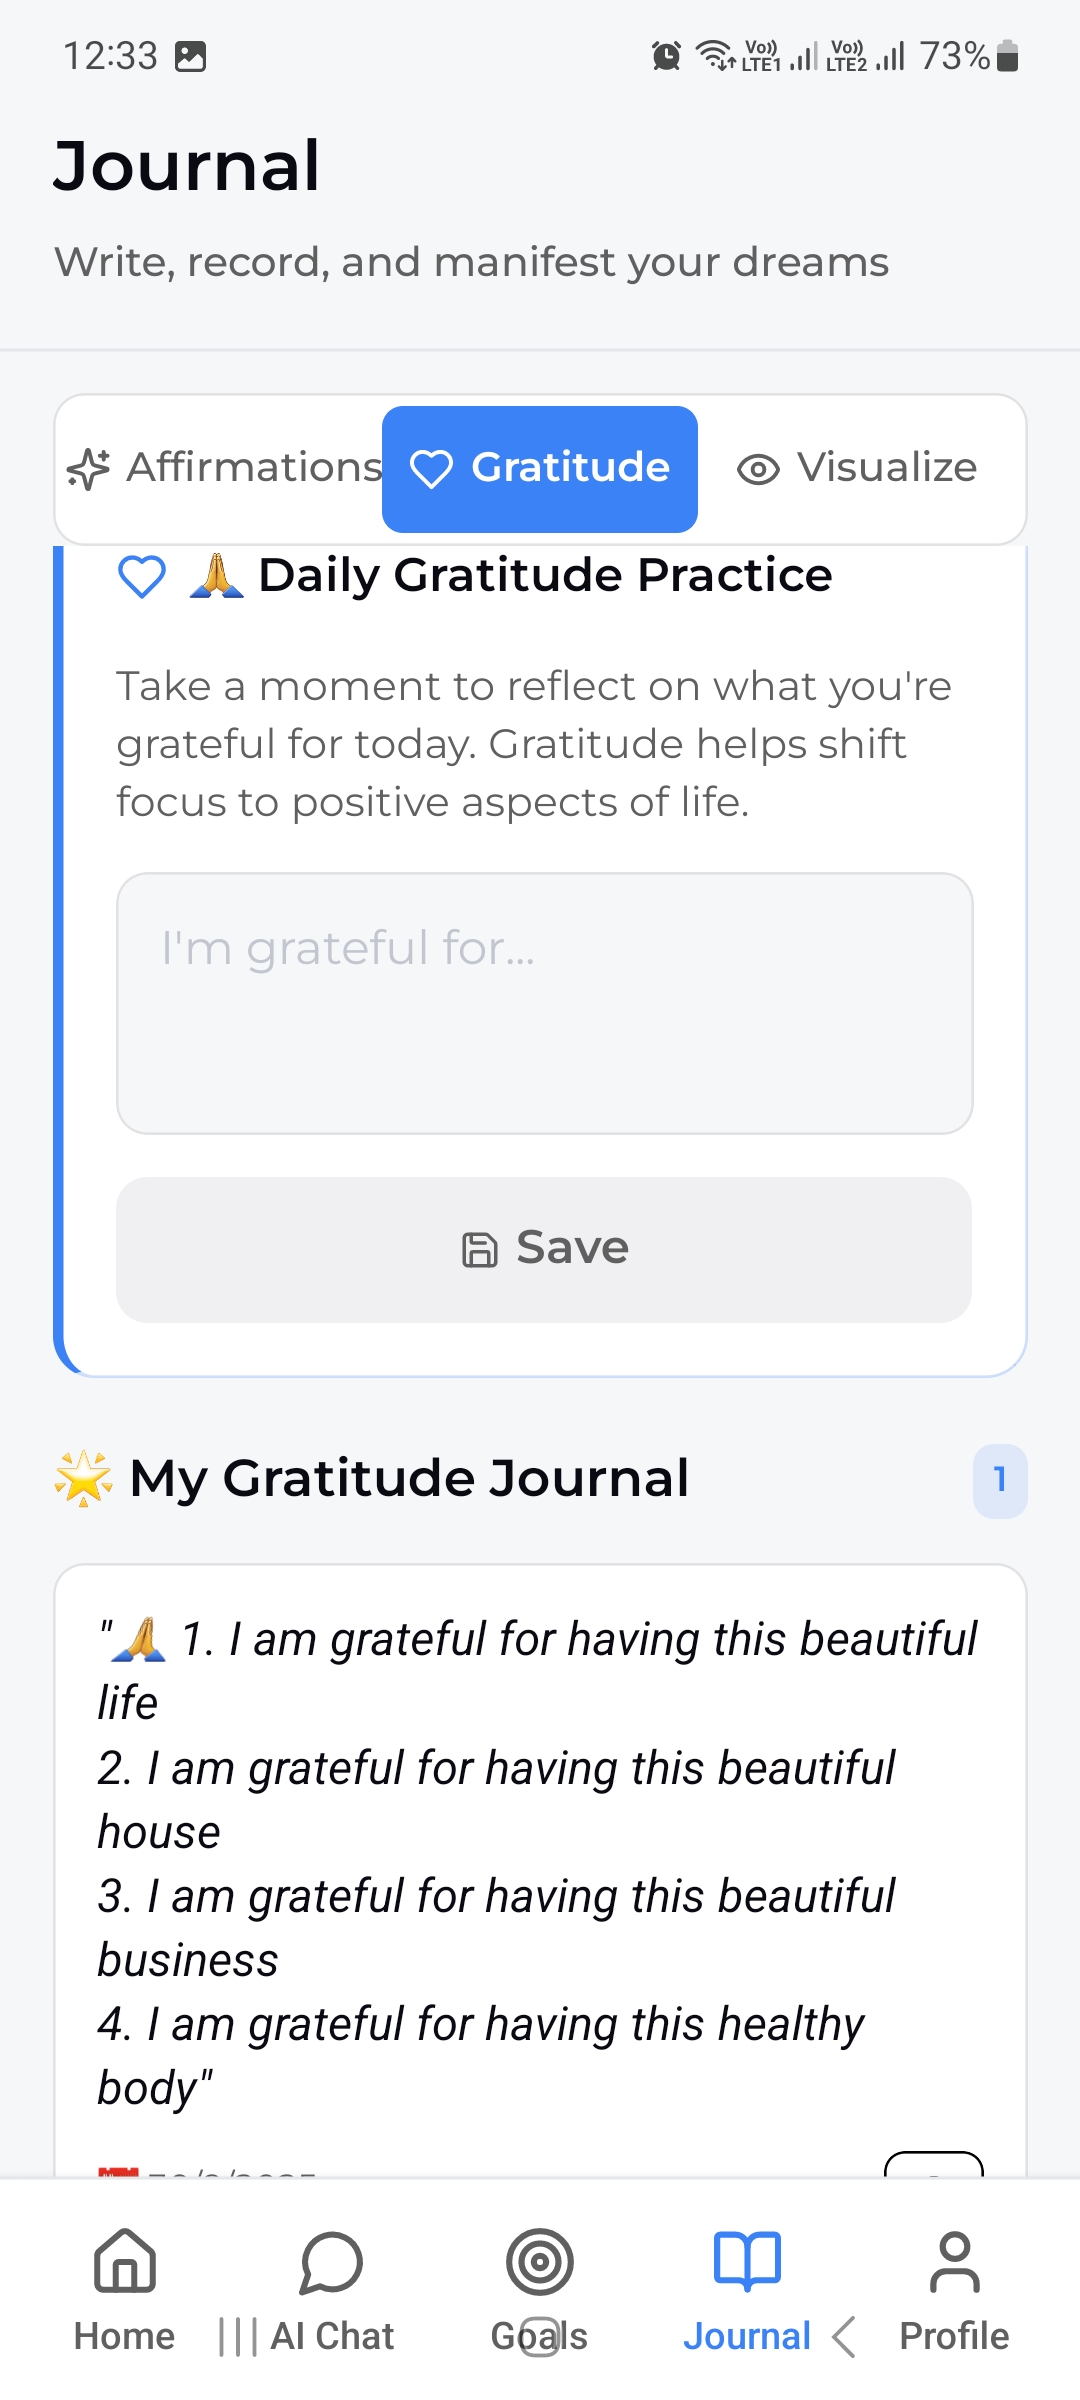 12:33
Vo)) LTE1 Vo)) LTE2 73%
Journal
Write, record, and manifest your dreams
Affirmations Gratitude Visualize
🙏 Daily Gratitude Practice
Take a moment to reflect on what you're
grateful for today. Gratitude helps shift
focus to positive aspects of life.
I'm grateful for...
Save
🌟 My Gratitude Journal 1
"🙏 1. I am grateful for having this beautiful
life
2. I am grateful for having this beautiful
house
3. I am grateful for having this beautiful
business
4. I am grateful for having this healthy
body"
Home AI Chat Goals Journal Profile